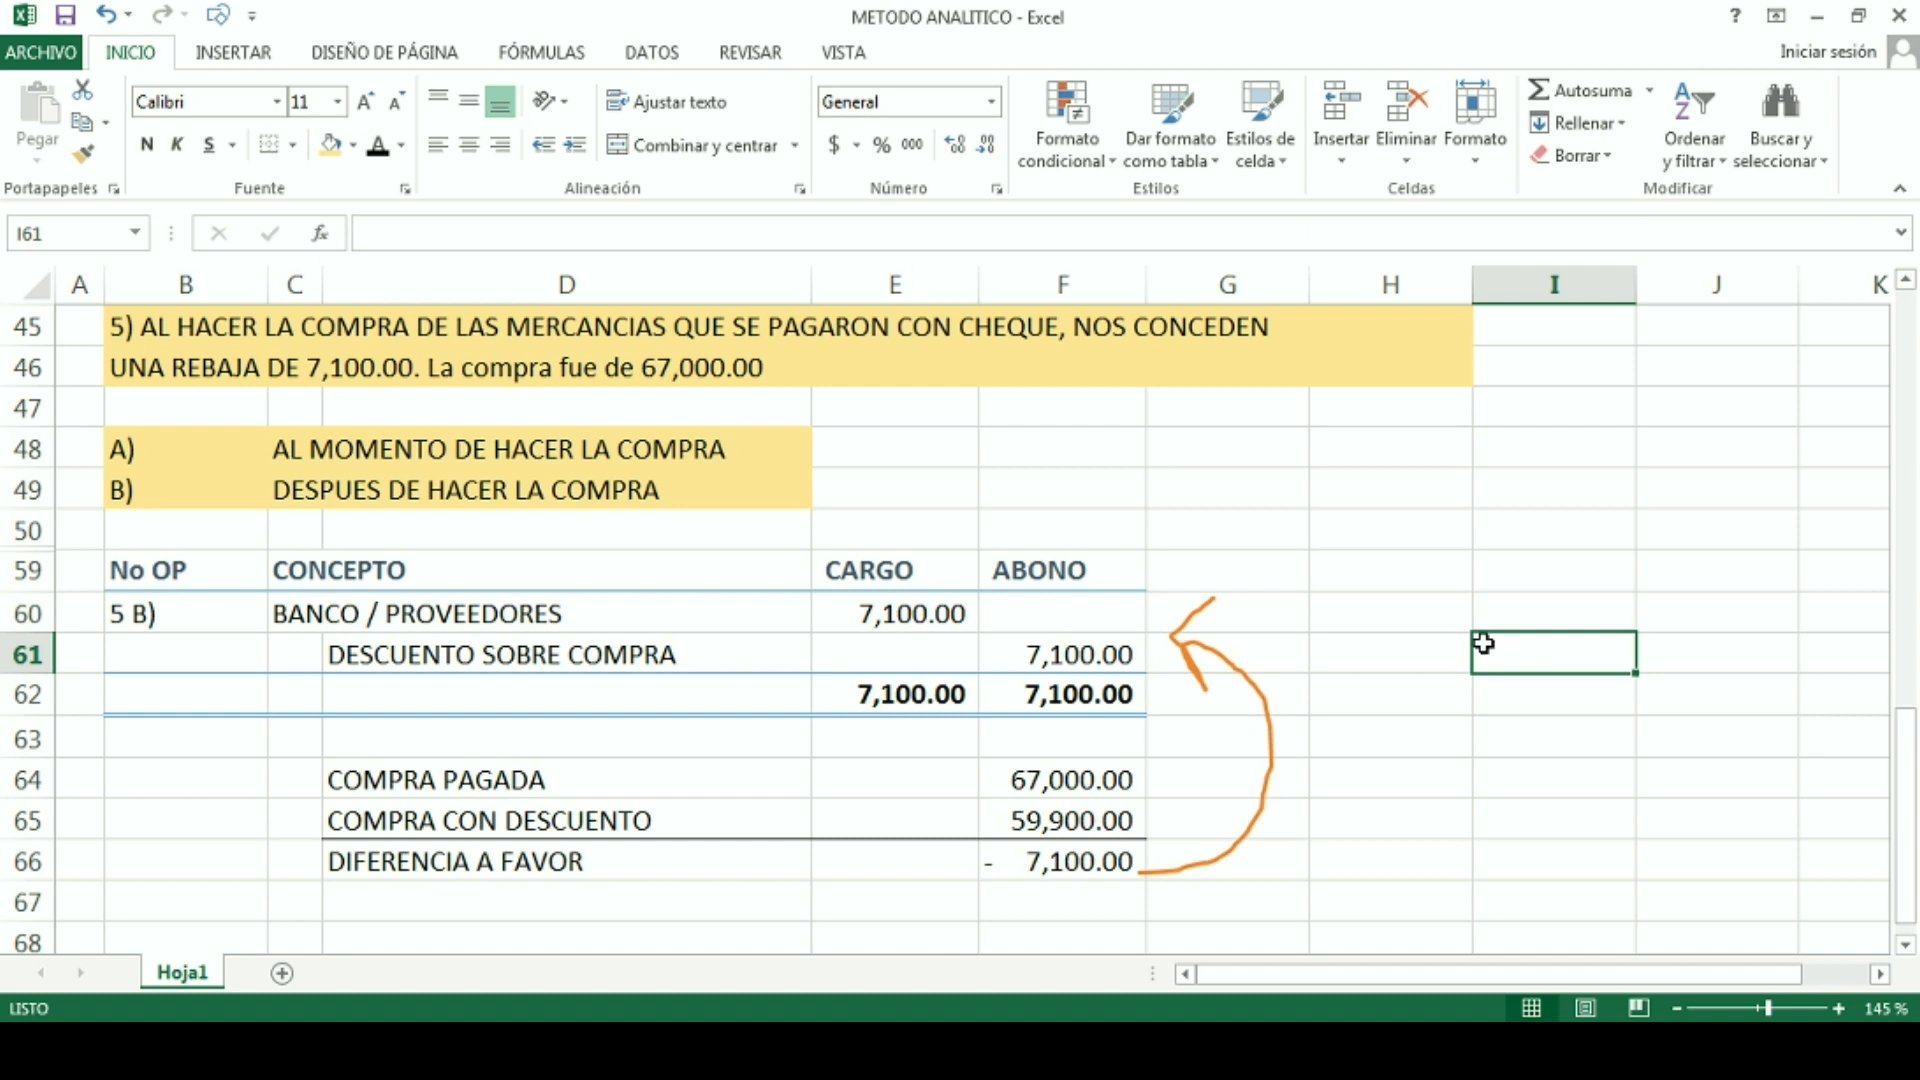 METODO ANALITICO - Excel
?
ARCHIVO INICIO INSERTAR DISEÑO DE PÁGINA FÓRMULAS DATOS REVISAR VISTA Iniciar sesión
Pegar
Calibri 11 A A
N K S A
Ajustar texto
Combinar y centrar
General
$ % 000
Formato condicional
Dar formato como tabla
Estilos de celda
Insertar Eliminar Formato
Autosuma
Rellenar
Borrar
Ordenar y filtrar
Buscar y seleccionar
Portapapeles Fuente Alineación Número Estilos Celdas Modificar
I61 fx
A B C D E F G H I J K
45 5) AL HACER LA COMPRA DE LAS MERCANCIAS QUE SE PAGARON CON CHEQUE, NOS CONCEDEN
46 UNA REBAJA DE 7,100.00. La compra fue de 67,000.00
47
48 A) AL MOMENTO DE HACER LA COMPRA
49 B) DESPUES DE HACER LA COMPRA
50
59 No OP CONCEPTO CARGO ABONO
60 5 B) BANCO / PROVEEDORES 7,100.00
61 DESCUENTO SOBRE COMPRA 7,100.00
62 7,100.00 7,100.00
63
64 COMPRA PAGADA 67,000.00
65 COMPRA CON DESCUENTO 59,900.00
66 DIFERENCIA A FAVOR - 7,100.00
67
68
Hoja1
LISTO 145 %